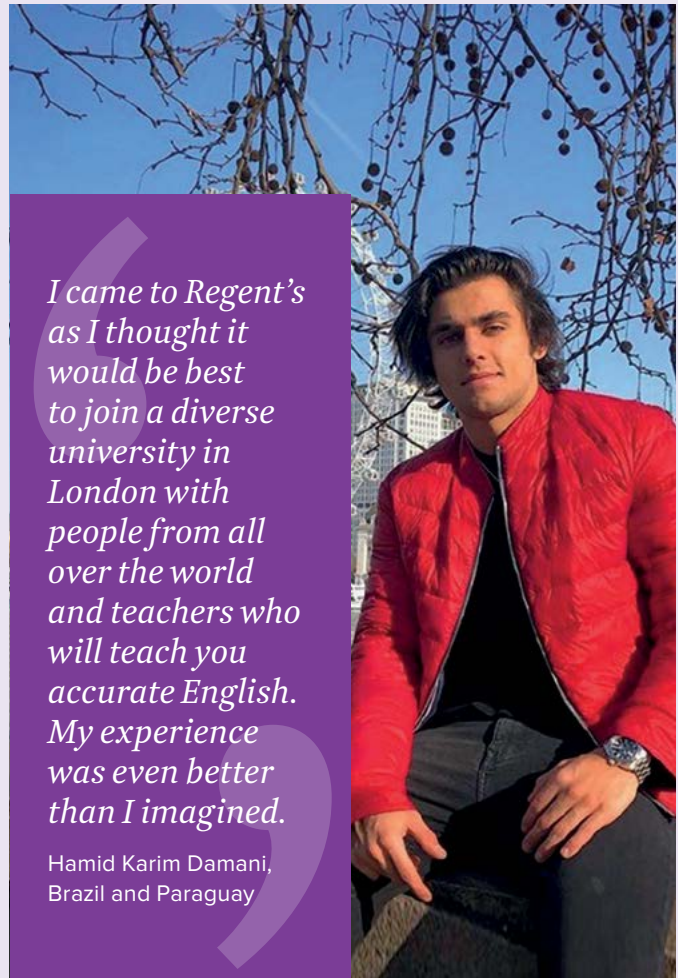 I came to Regent’s
as I thought it
would be best
to join a diverse
university in
London with
people from all
over the world
and teachers who
will teach you
accurate English.
My experience
was even better
than I imagined.
Hamid Karim Damani,
Brazil and Paraguay